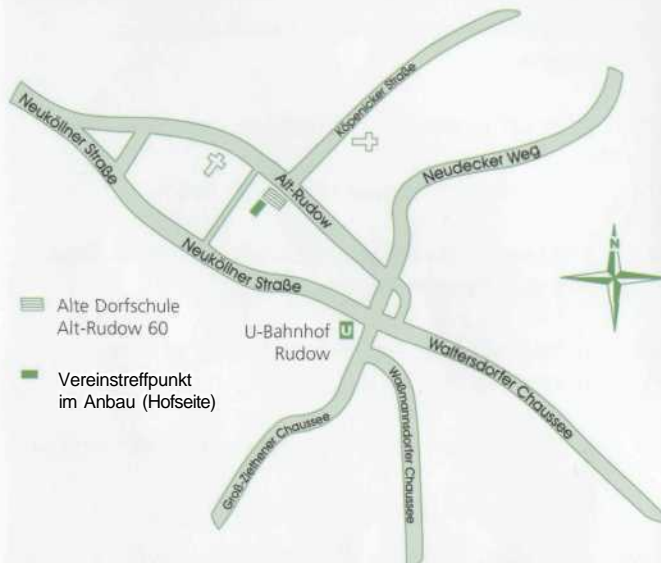 Köpenicker Straße
Neuköllner Straße
Neudecker Weg
Alt-Rudow
Neuköllner Straße
N
Alte Dorfschule
Alt-Rudow 60
U-Bahnhof
Rudow
U
Vereinstreffpunkt
im Anbau (Hofseite)
Waltersdorfer Chaussee
Waßmannsdorfer Chaussee
Groß-Ziethener Chaussee